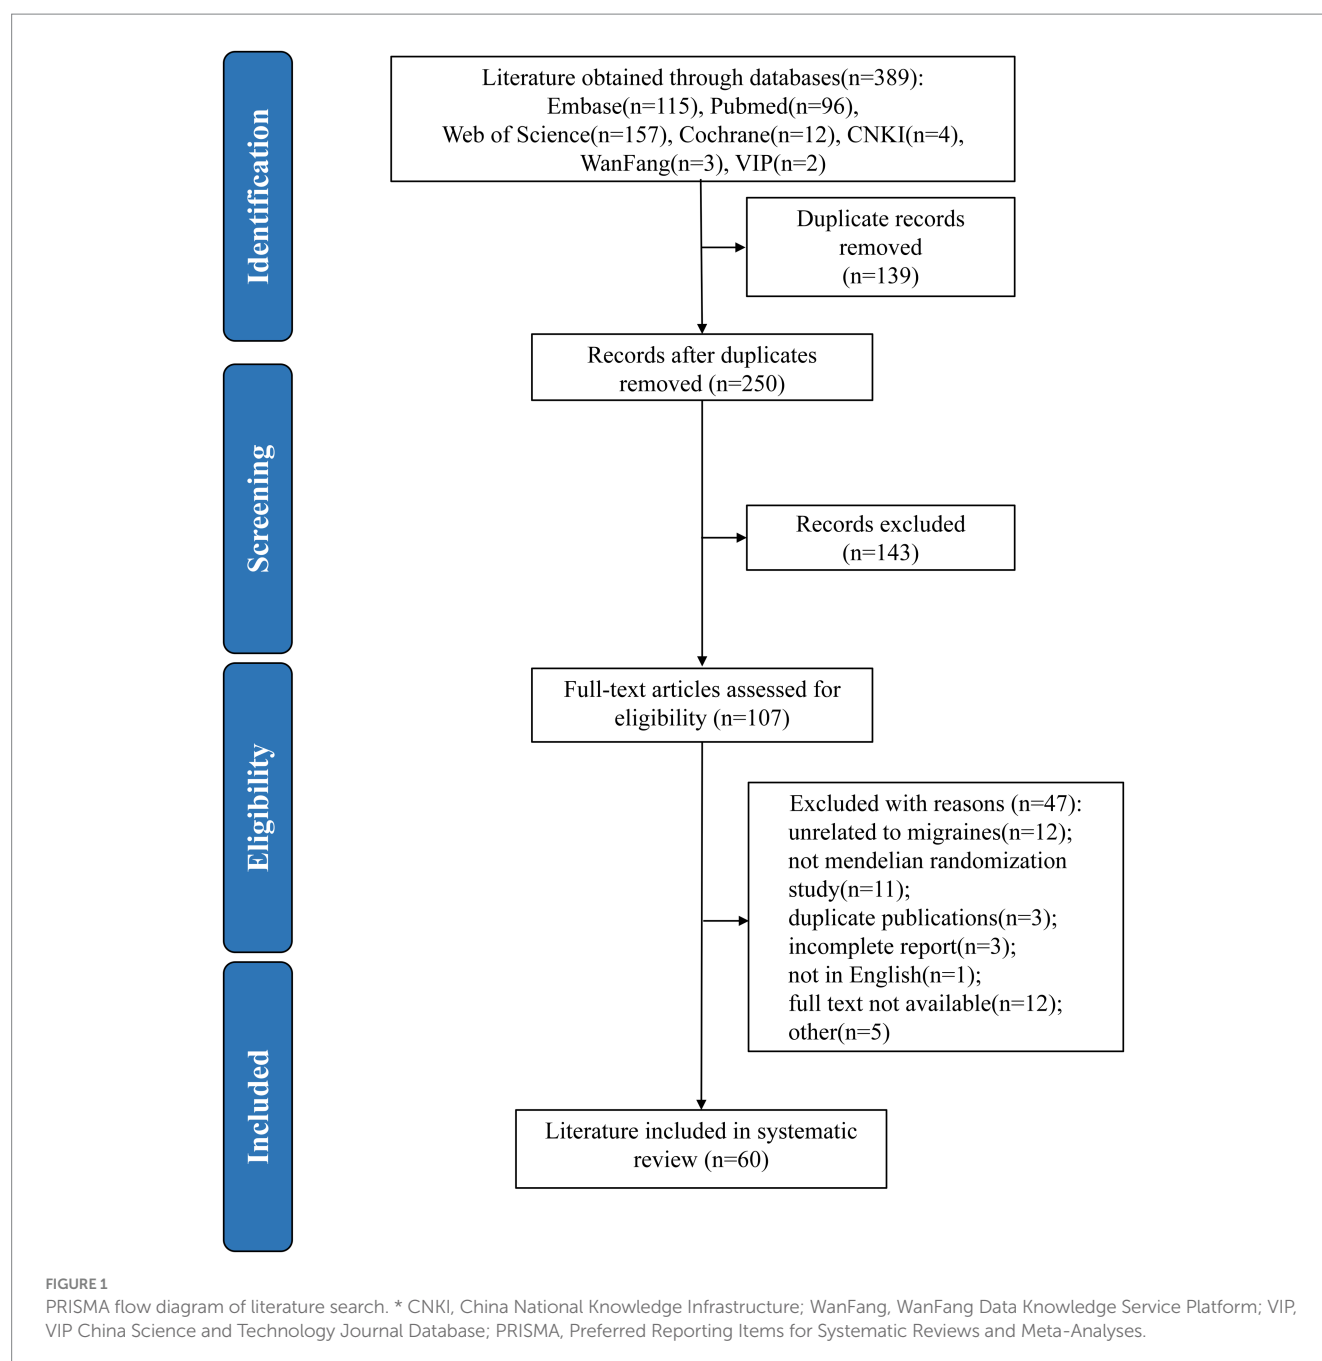 Identification
Literature obtained through databases(n=389):
Embase(n=115), Pubmed(n=96),
Web of Science(n=157), Cochrane(n=12), CNKI(n=4),
WanFang(n=3), VIP(n=2)
Duplicate records
removed
(n=139)
Records after duplicates
removed (n=250)
Screening
Records excluded
(n=143)
Full-text articles assessed for
eligibility (n=107)
Eligibility
Excluded with reasons (n=47):
unrelated to migraines(n=12);
not mendelian randomization
study(n=11);
duplicate publications(n=3);
incomplete report(n=3);
not in English(n=1);
full text not available(n=12);
other(n=5)
Included
Literature included in systematic
review (n=60)
FIGURE 1
PRISMA flow diagram of literature search. * CNKI, China National Knowledge Infrastructure; WanFang, WanFang Data Knowledge Service Platform; VIP,
VIP China Science and Technology Journal Database; PRISMA, Preferred Reporting Items for Systematic Reviews and Meta-Analyses.